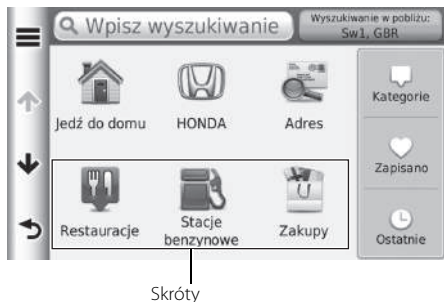 Wpisz wyszukiwanie
Wyszukiwanie w pobliżu:
Sw1, GBR
Jedź do domu
HONDA
Adres
Kategorie
Zapisano
Restauracje
Stacje
benzynowe
Zakupy
Ostatnie
Skróty